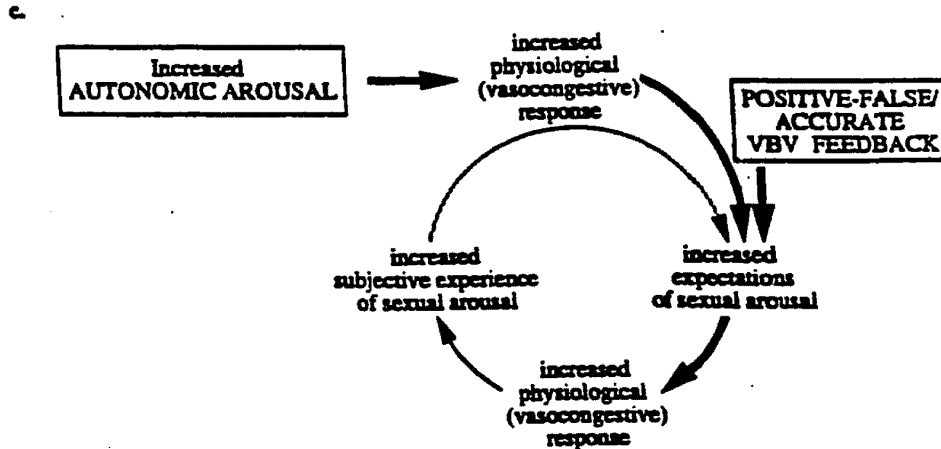 c.
increased
physiological
(vasocongestive)
response
Increased
AUTONOMIC AROUSAL
POSITIVE-FALSE/
ACCURATE
VBV FEEDBACK
increased
expectations
of sexual arousal
increased
subjective experience
of sexual arousal
increased
physiological
(vasocongestive)
response